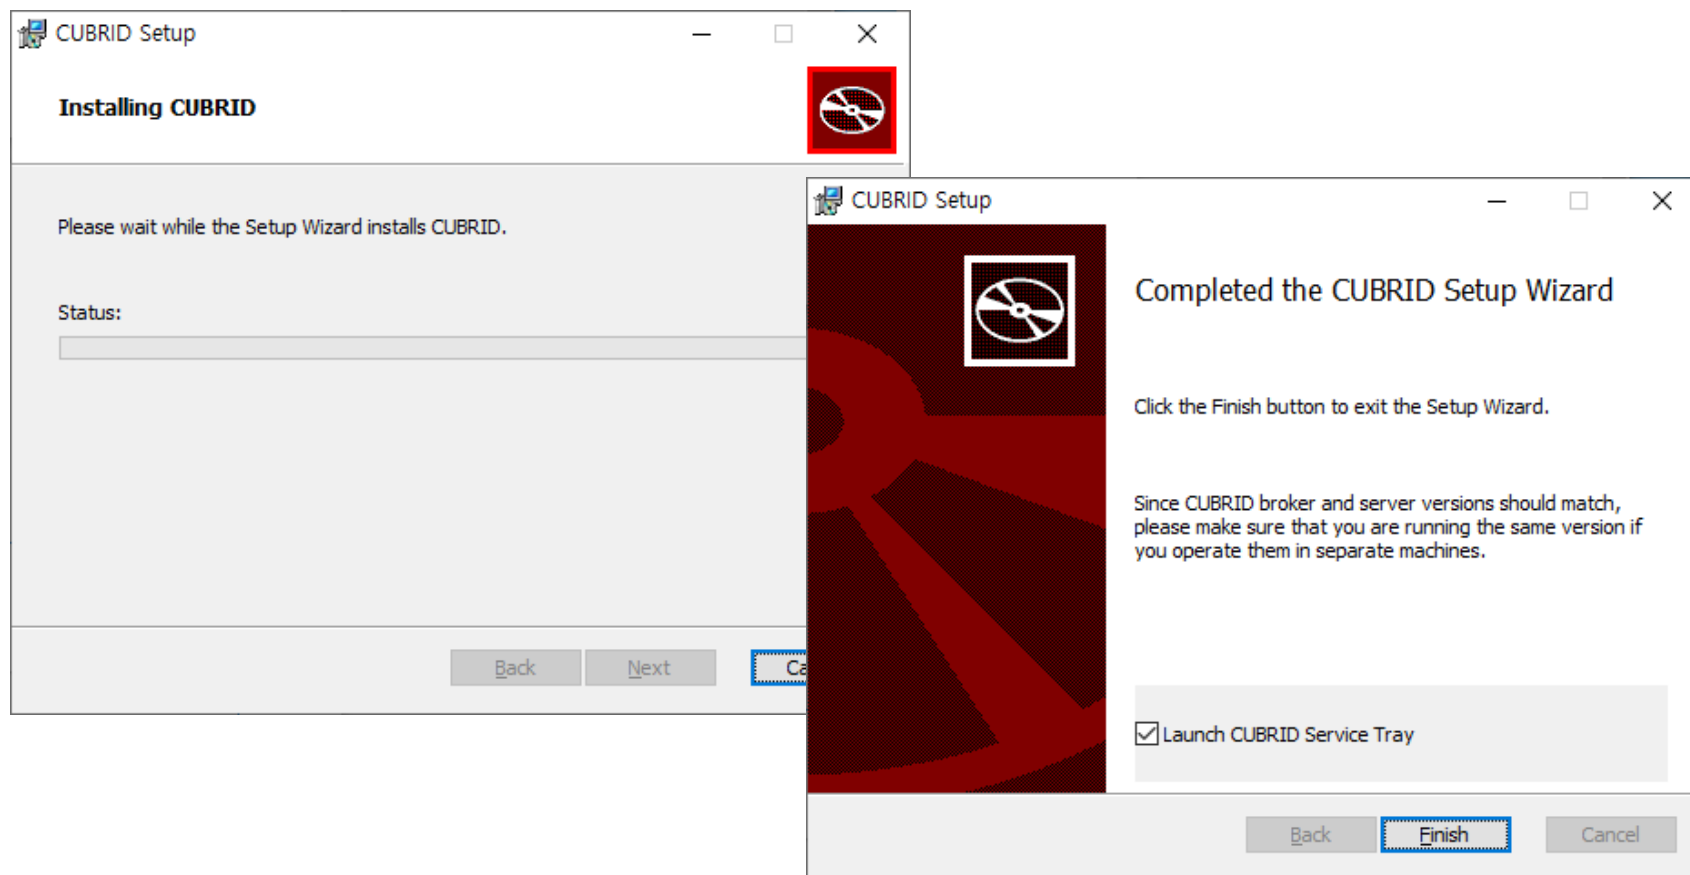 CUBRID Setup
Installing CUBRID
Please wait while the Setup Wizard installs CUBRID.
Status:
Back
Next
CUBRID Setup
Completed the CUBRID Setup Wizard
Click the Finish button to exit the Setup Wizard.
Since CUBRID broker and server versions should match,
please make sure that you are running the same version if
you operate them in separate machines.
Launch CUBRID Service Tray
Back
Finish
Cancel